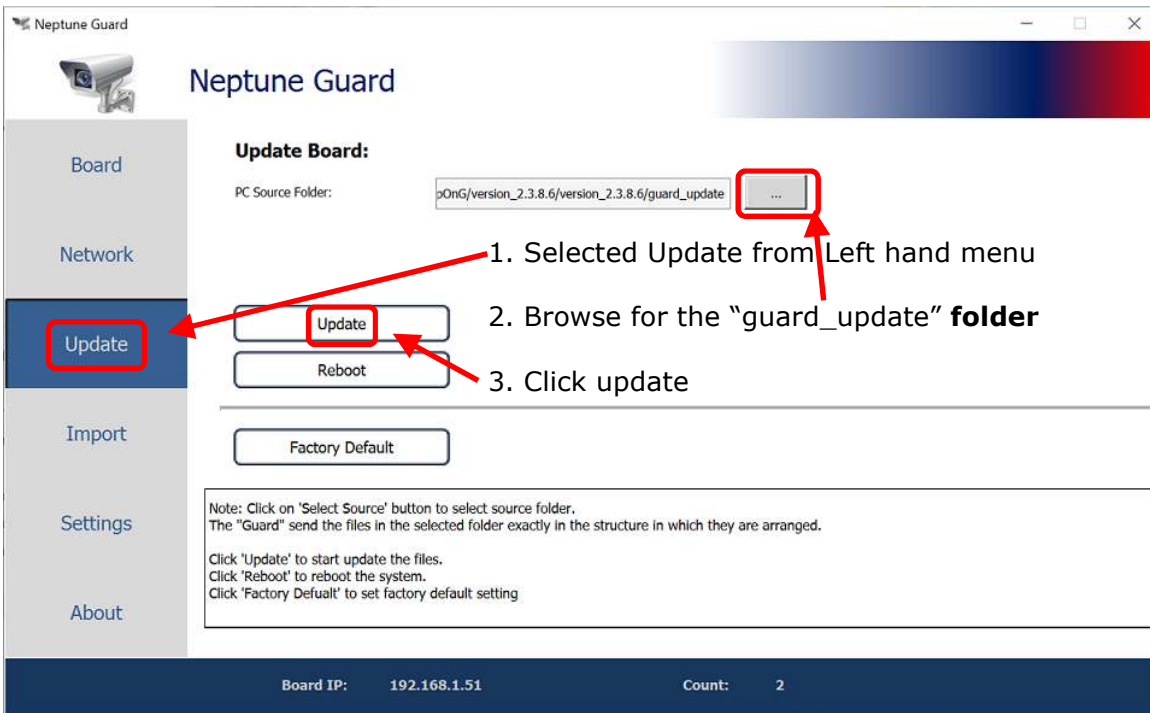 Neptune Guard
Neptune Guard
Board
Network
Update
Import
Settings
About
Update Board:
PC Source Folder:
pOnG/version_2.3.8.6/version_2.3.8.6/guard_update
...
1. Selected Update from Left hand menu
2. Browse for the “guard_update” folder
3. Click update
Update
Reboot
Factory Default
Note: Click on 'Select Source' button to select source folder.
The "Guard" send the files in the selected folder exactly in the structure in which they are arranged.
Click 'Update' to start update the files.
Click 'Reboot' to reboot the system.
Click 'Factory Defualt' to set factory default setting
Board IP: 192.168.1.51 Count: 2